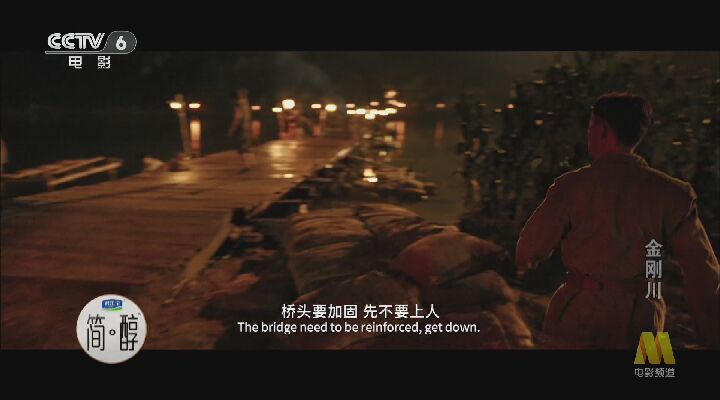 CCTV 6
电影
金刚川
桥头要加固 先不要上人
The bridge need to be reinforced, get down.
简醇
电影频道